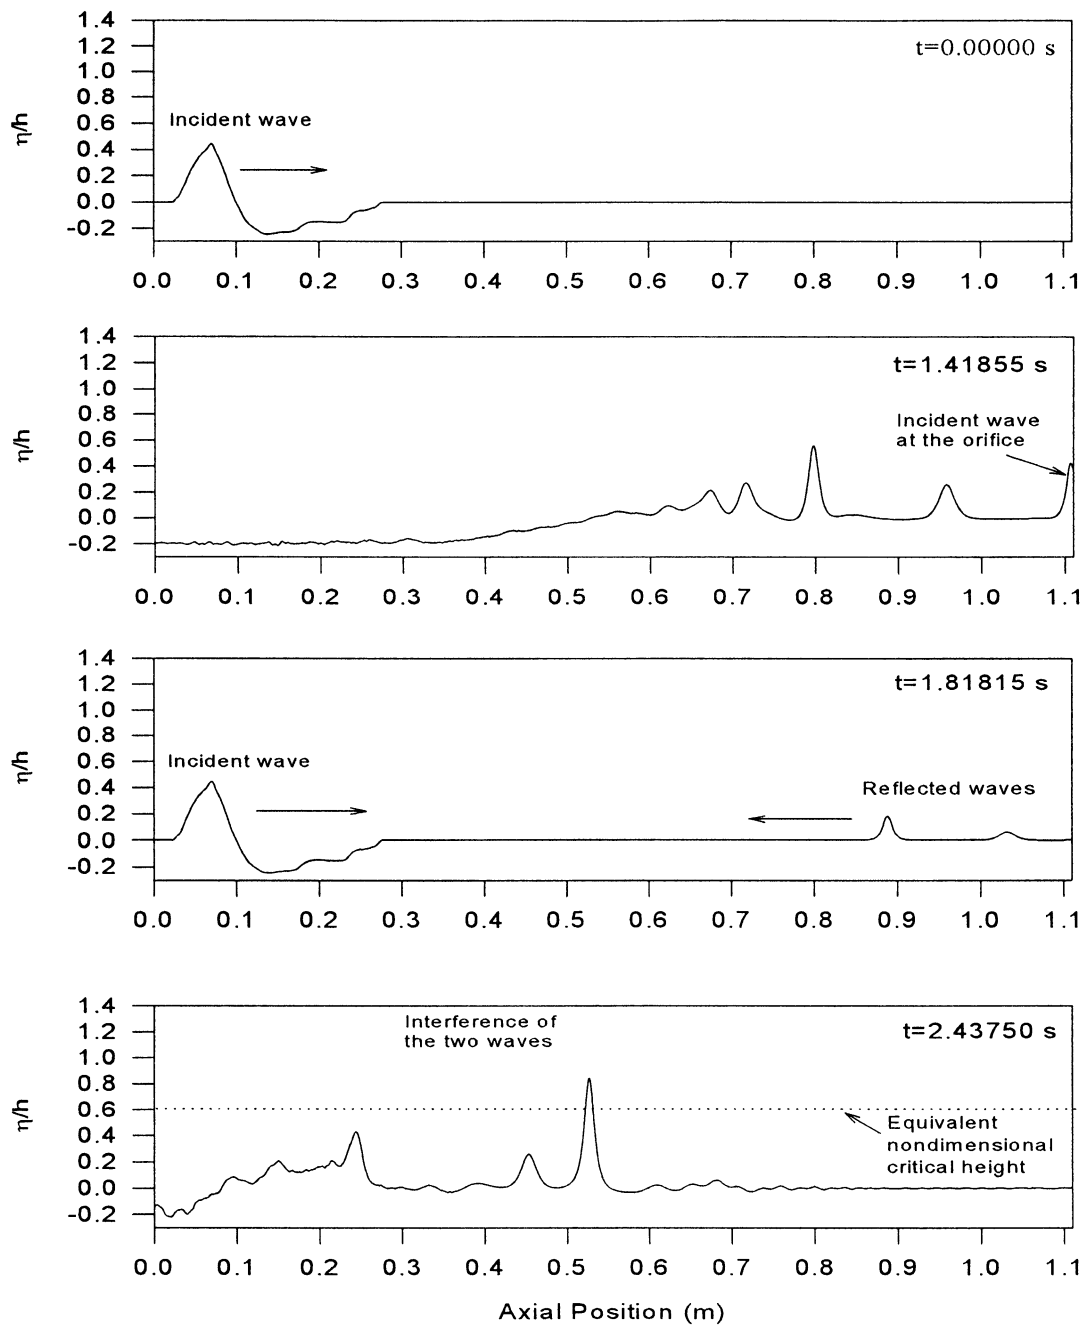 1.4
1.2
1.0
0.8
0.6
0.4
0.2
0.0
-0.2
η/h
t=0.00000 s
Incident wave
0.0 0.1 0.2 0.3 0.4 0.5 0.6 0.7 0.8 0.9 1.0 1.1
1.4
1.2
1.0
0.8
0.6
0.4
0.2
0.0
-0.2
η/h
t=1.41855 s
Incident wave
at the orifice
0.0 0.1 0.2 0.3 0.4 0.5 0.6 0.7 0.8 0.9 1.0 1.1
1.4
1.2
1.0
0.8
0.6
0.4
0.2
0.0
-0.2
η/h
t=1.81815 s
Incident wave
Reflected waves
0.0 0.1 0.2 0.3 0.4 0.5 0.6 0.7 0.8 0.9 1.0 1.1
1.4
1.2
1.0
0.8
0.6
0.4
0.2
0.0
-0.2
η/h
Interference of
the two waves
t=2.43750 s
Equivalent
nondimensional
critical height
0.0 0.1 0.2 0.3 0.4 0.5 0.6 0.7 0.8 0.9 1.0 1.1
Axial Position (m)